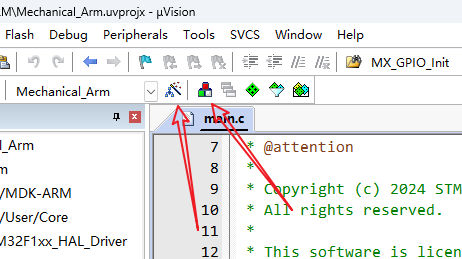 M\Mechanical_Arm.uvprojx - µVision
Flash Debug Peripherals Tools SVCS Window Help
MX_GPIO_Init
Mechanical_Arm
main.c
l_Arm
m
/MDK-ARM
/User/Core
M32F1xx_HAL_Driver
7 * @attention
8 *
9 * Copyright (c) 2024 STM
10 * All rights reserved.
11 *
12 * This software is licen